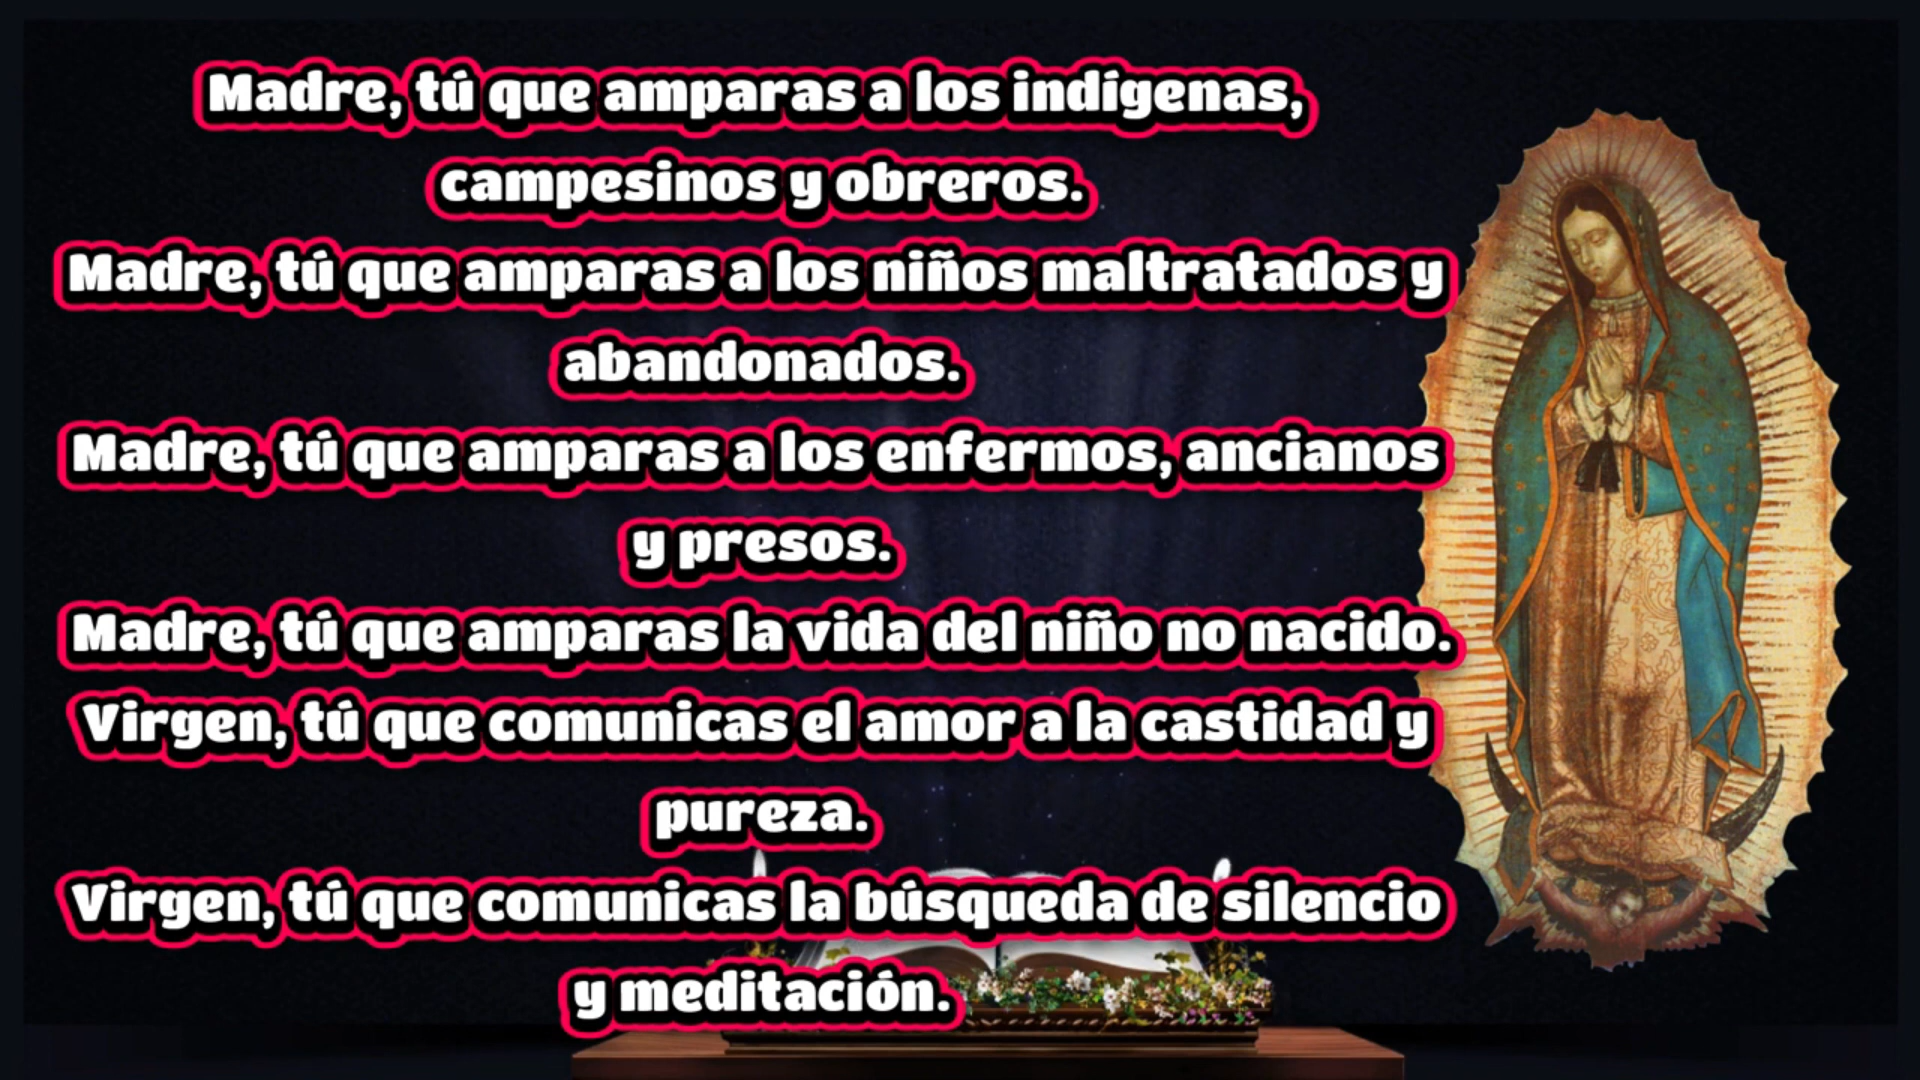 Madre, tú que amparas a los indígenas,
campesinos y obreros.
Madre, tú que amparas a los niños maltratados y
abandonados.
Madre, tú que amparas a los enfermos, ancianos
y presos.
Madre, tú que amparas la vida del niño no nacido.
Virgen, tú que comunicas el amor a la castidad y
pureza.
Virgen, tú que comunicas la búsqueda de silencio
y meditación.